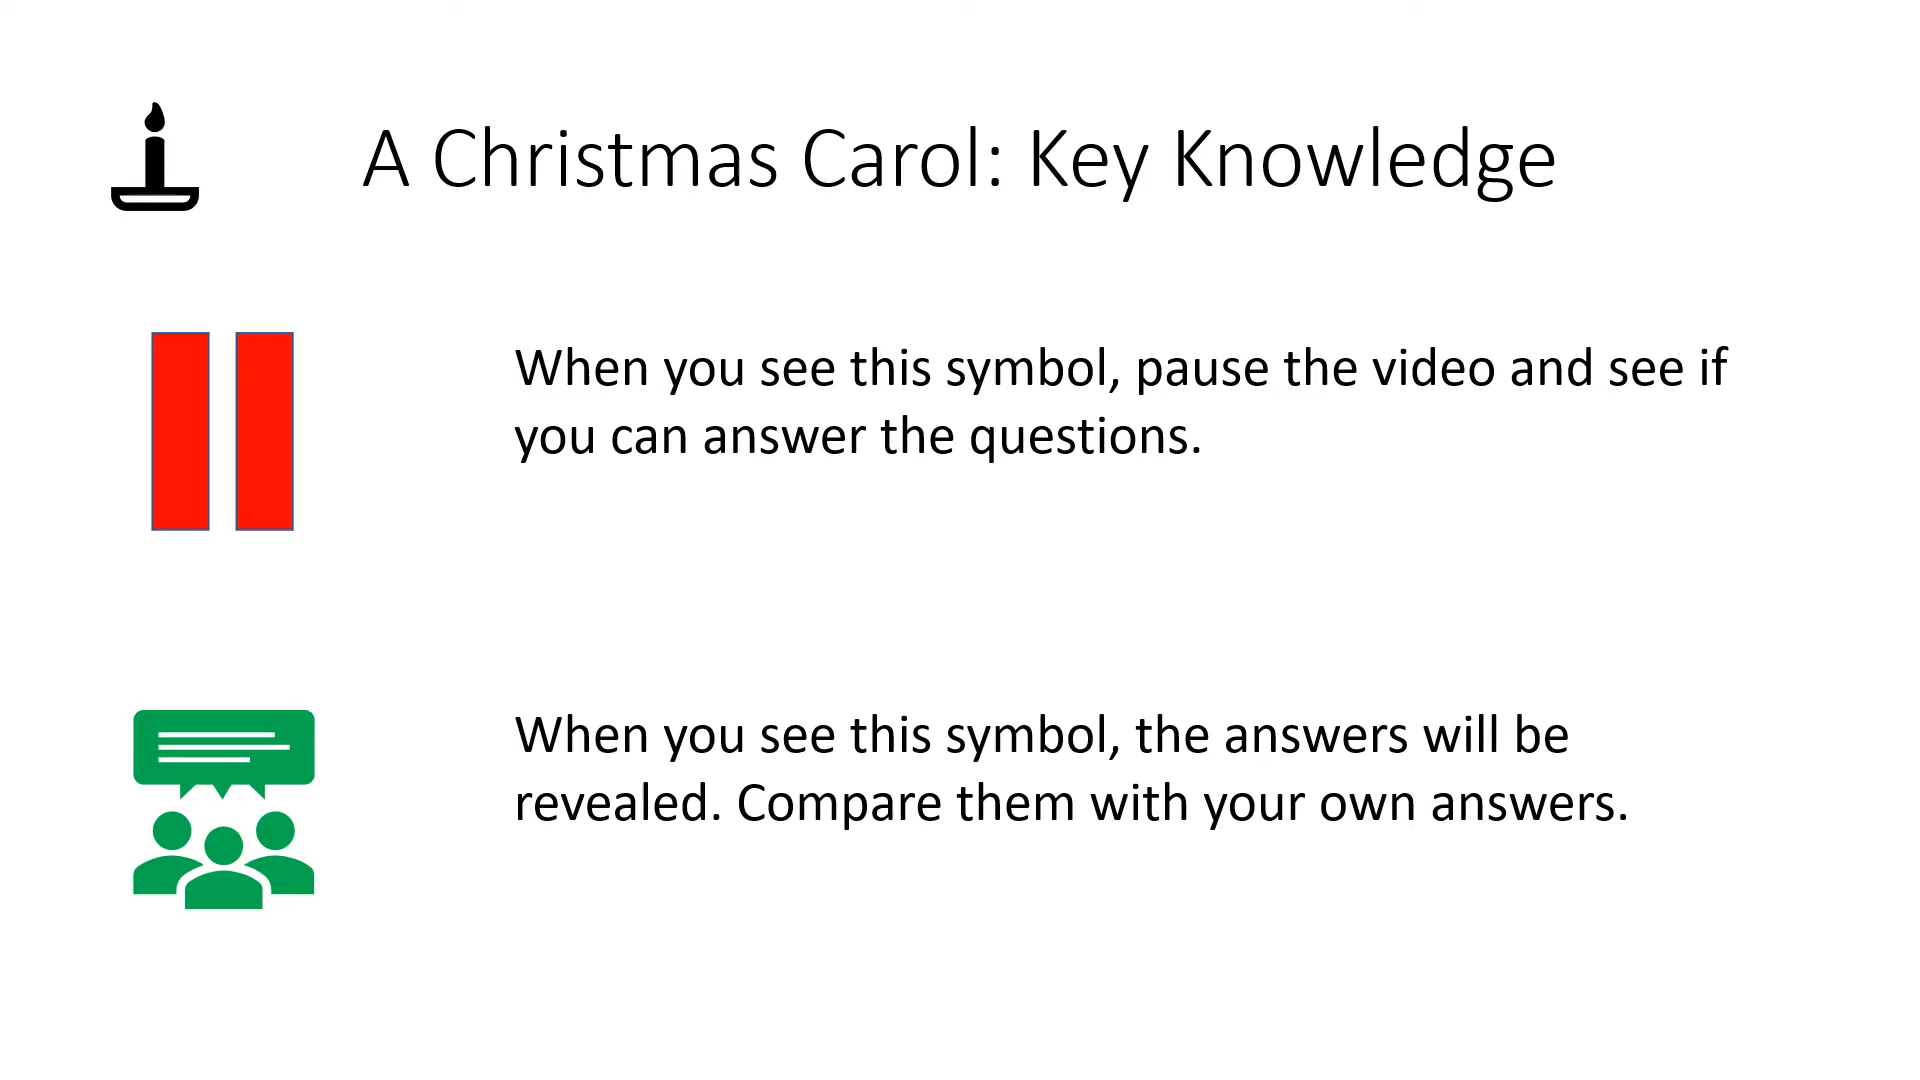 A Christmas Carol: Key Knowledge
When you see this symbol, pause the video and see if
you can answer the questions.
When you see this symbol, the answers will be
revealed. Compare them with your own answers.